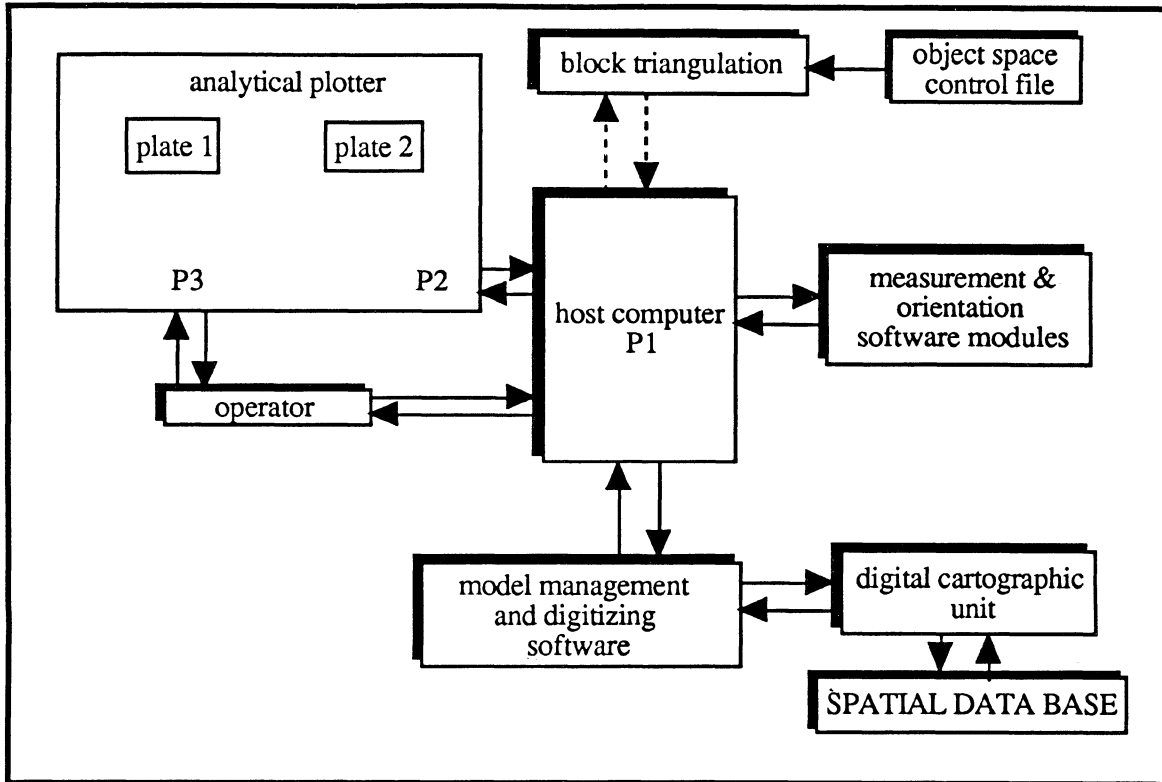 analytical plotter
plate 1
plate 2
P3
P2
block triangulation
object space
control file
host computer
P1
measurement &
orientation
software modules
operator
model management
and digitizing
software
digital cartographic
unit
SPATIAL DATA BASE